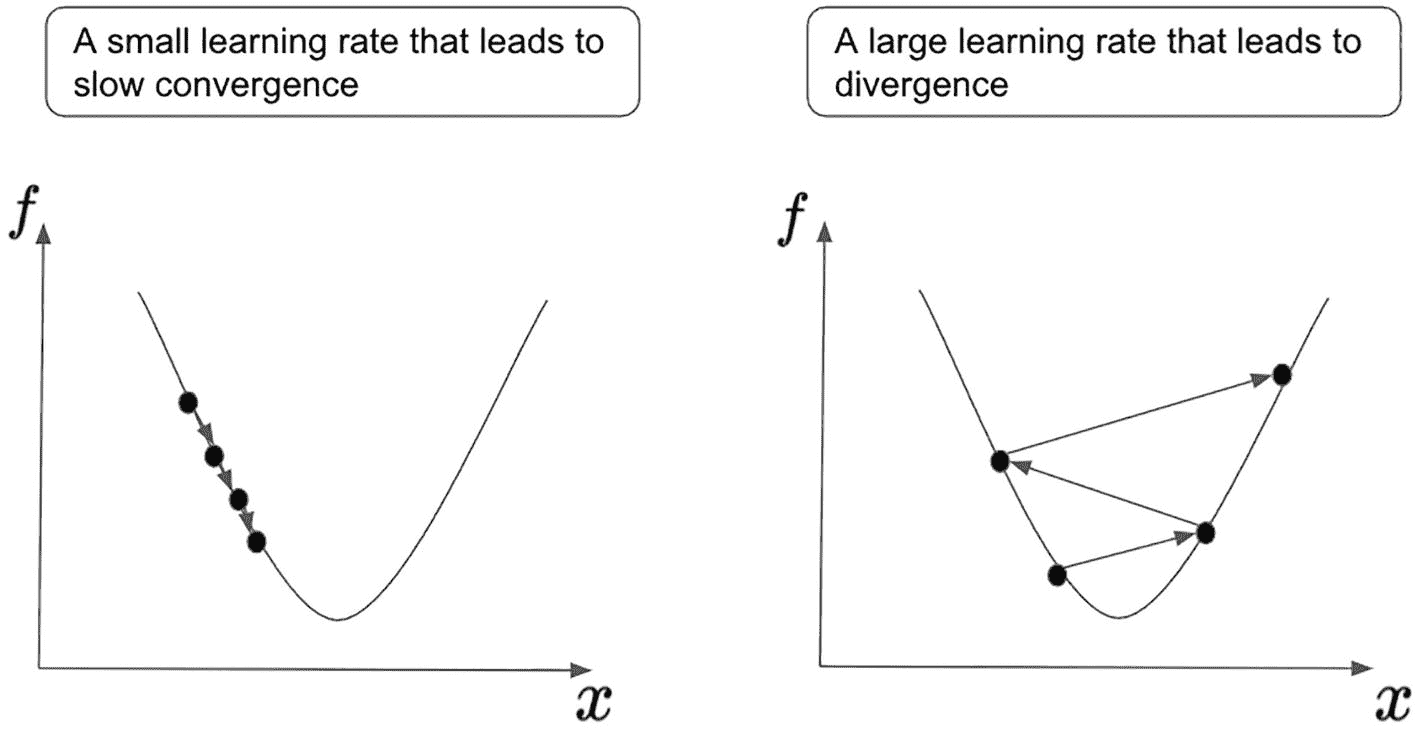 A small learning rate that leads to
slow convergence
A large learning rate that leads to
divergence
f
x
f
x